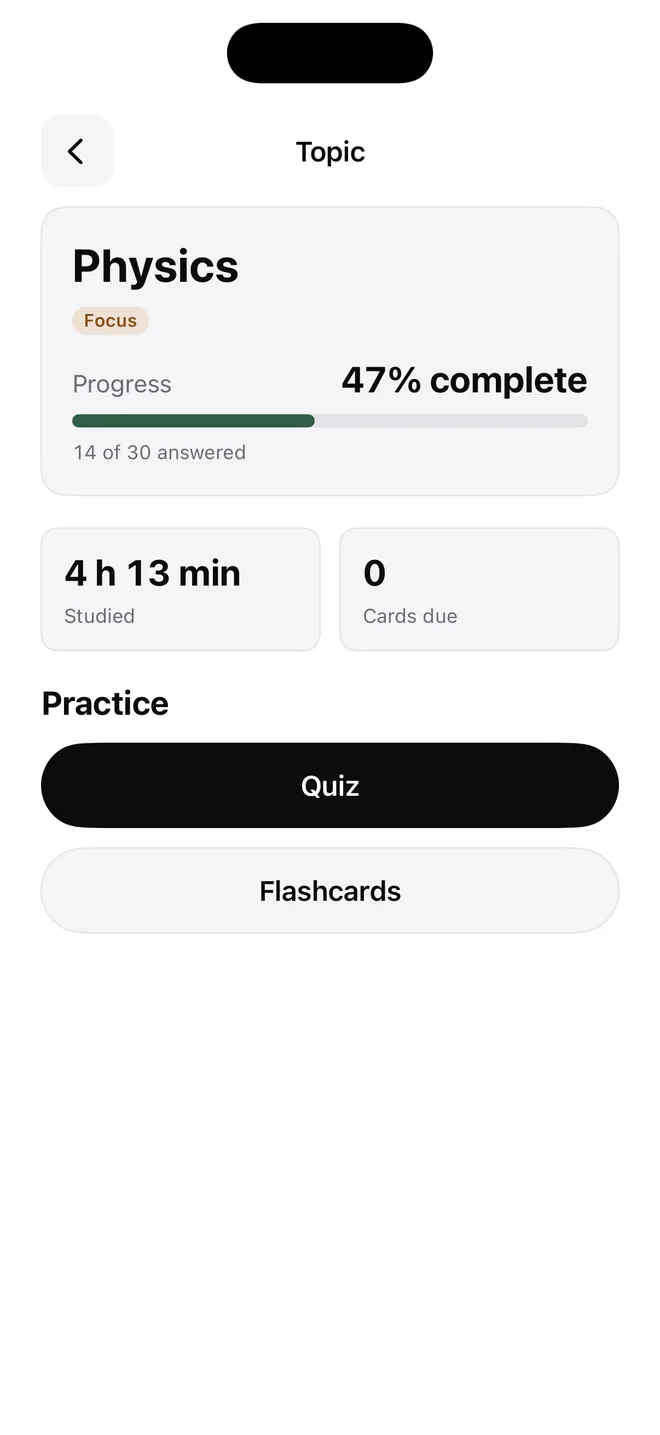 Topic
Physics
Focus
Progress
47% complete
14 of 30 answered
4 h 13 min
Studied
0
Cards due
Practice
Quiz
Flashcards